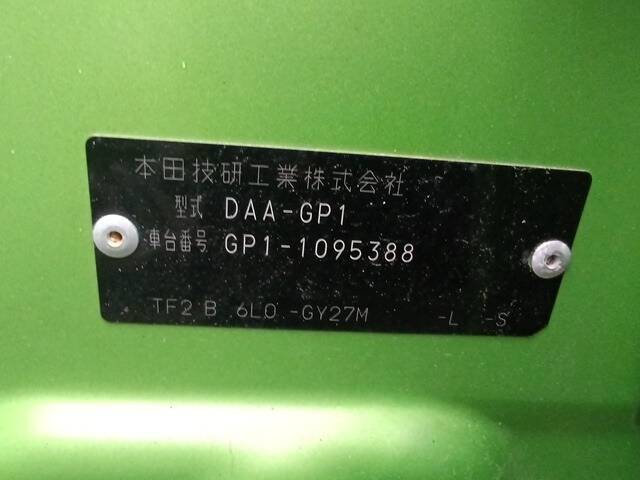 本田技研工業株式会社
型式 DAA-GP1
車台番号 GP1-1095388
TF2 B 6L0 -GY27M -L -S